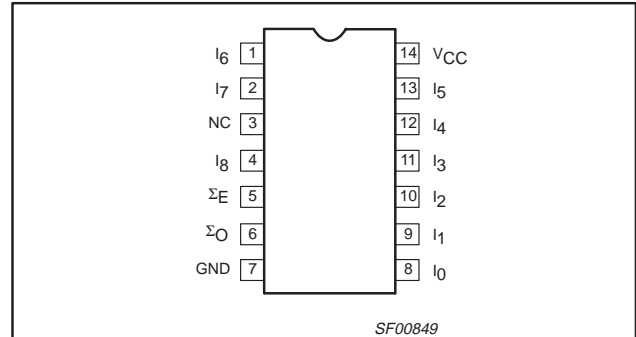 I6 1 14 VCC
I7 2 13 I5
NC 3 12 I4
I8 4 11 I3
ΣE 5 10 I2
ΣO 6 9 I1
GND 7 8 I0
SF00849